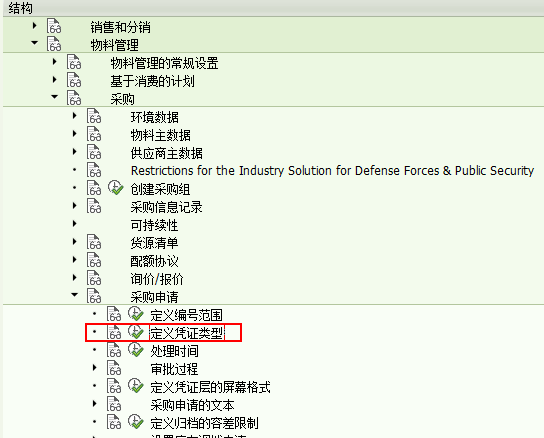 结构
销售和分销
物料管理
物料管理的常规设置
基于消费的计划
采购
环境数据
物料主数据
供应商主数据
Restrictions for the Industry Solution for Defense Forces & Public Security
创建采购组
采购信息记录
可持续性
货源清单
配额协议
询价/报价
采购申请
定义编号范围
定义凭证类型
处理时间
审批过程
定义凭证层的屏幕格式
采购申请的文本
定义归档的容差限制